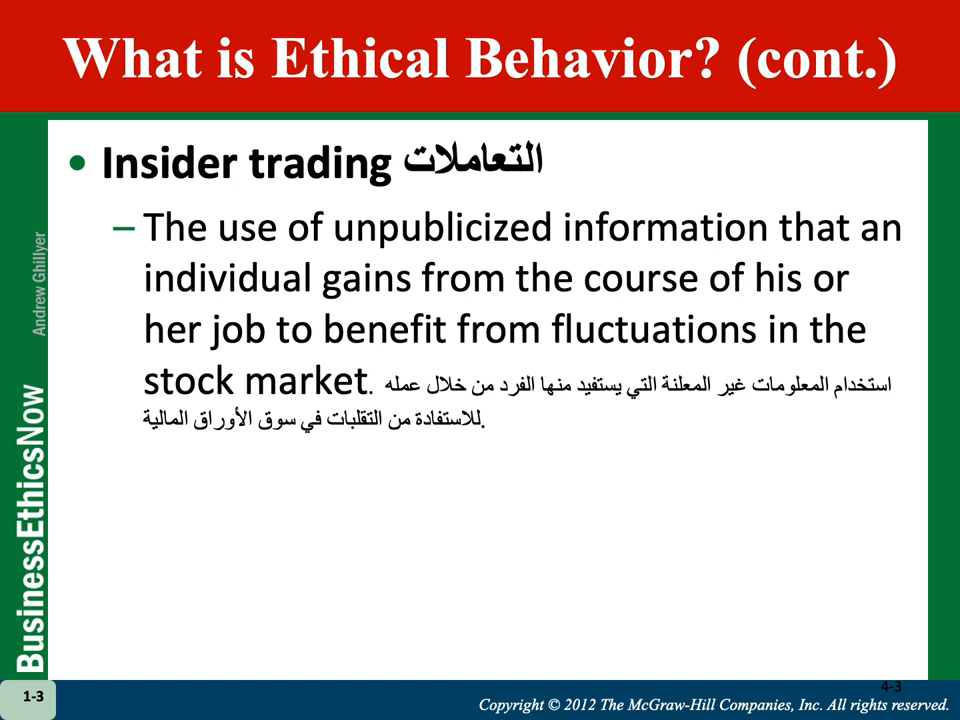 What is Ethical Behavior? (cont.)
• Insider trading التعاملات
– The use of unpublicized information that an
individual gains from the course of his or
her job to benefit from fluctuations in the
stock market. استخدام المعلومات غير المعلنة التي يستفيد منها الفرد من خلال عمله
للاستفادة من التقلبات في سوق الأوراق المالية.
Andrew Ghillyer
BusinessEthicsNow
1-3
4-3
Copyright © 2012 The McGraw-Hill Companies, Inc. All rights reserved.